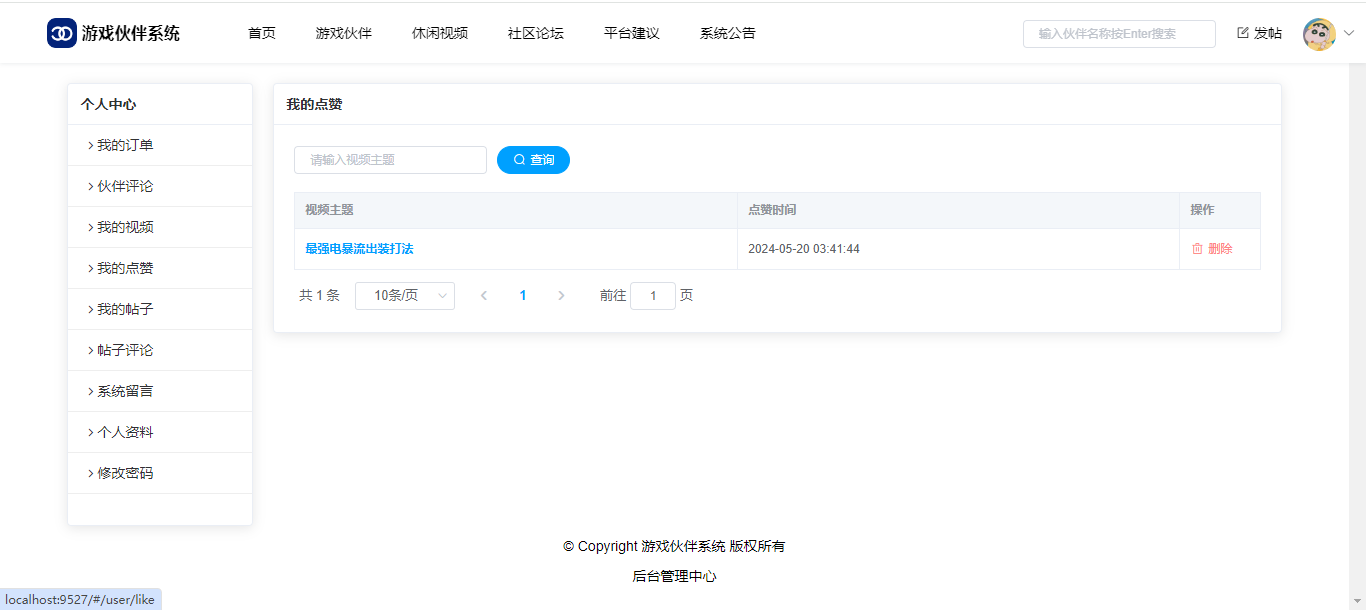 游戏伙伴系统 首页 游戏伙伴 休闲视频 社区论坛 平台建议 系统公告 输入伙伴名称按Enter搜索 发帖
个人中心
我的订单
伙伴评论
我的视频
我的点赞
我的帖子
帖子评论
系统留言
个人资料
修改密码
我的点赞
请输入视频主题 查询
视频主题 点赞时间 操作
最强电暴流出装打法 2024-05-20 03:41:44 删除
共 1 条 10条/页 1 前往 1 页
© Copyright 游戏伙伴系统 版权所有
后台管理中心
localhost:9527/#/user/like